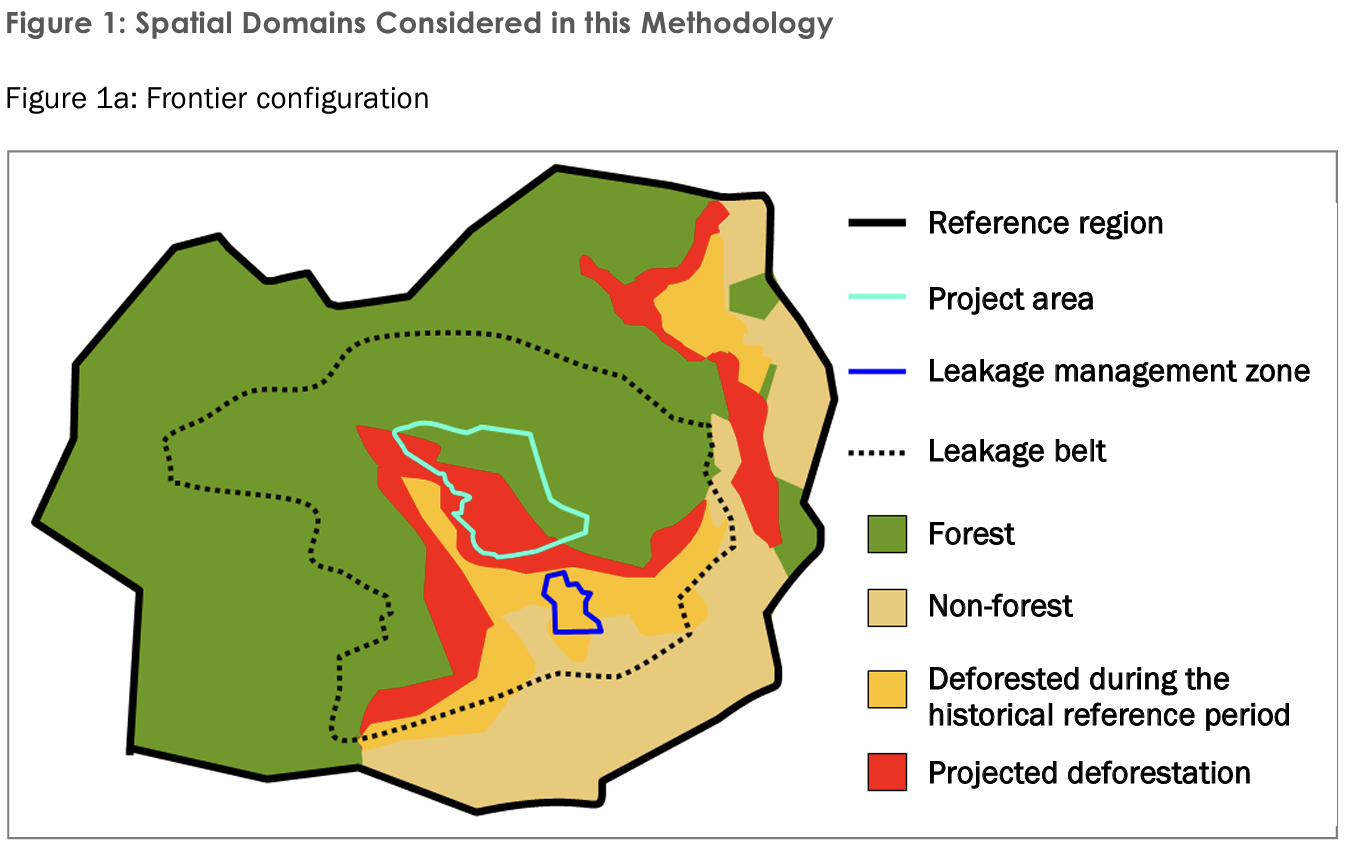 Figure 1: Spatial Domains Considered in this Methodology
Figure 1a: Frontier configuration
Reference region
Project area
Leakage management zone
Leakage belt
Forest
Non-forest
Deforested during the
historical reference period
Projected deforestation